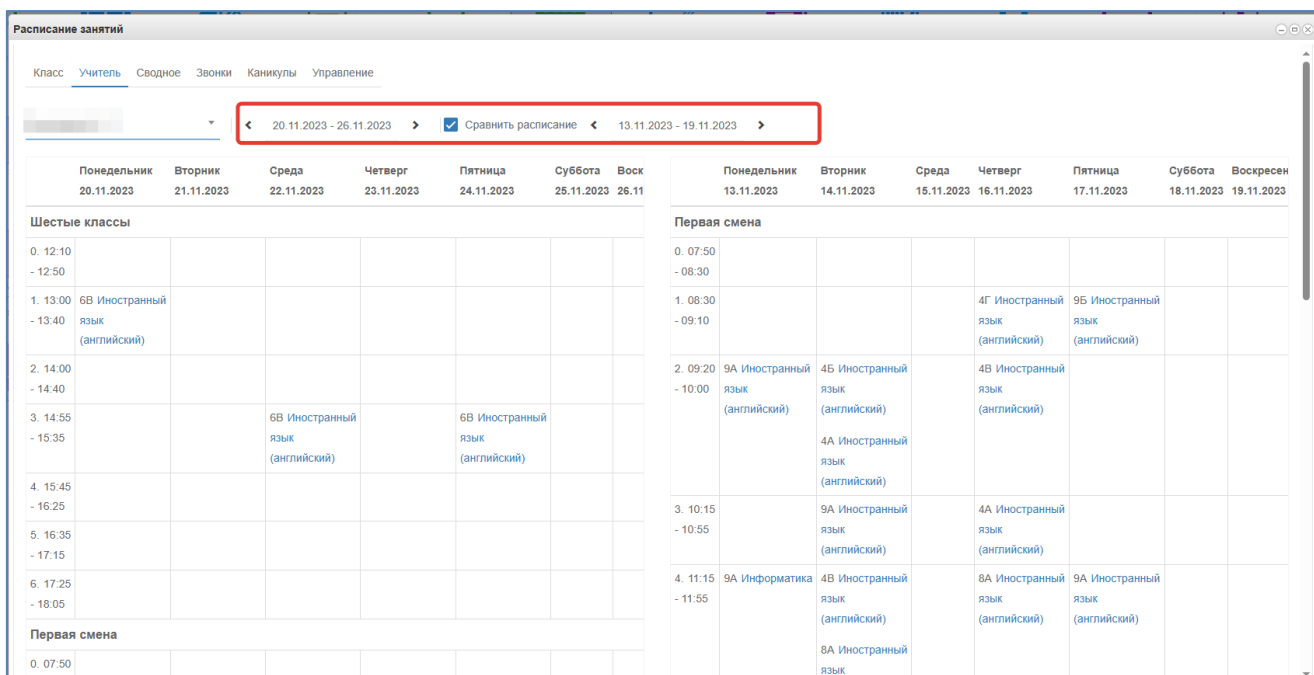 Расписание занятий
Класс Учитель Сводное Звонки Каникулы Управление
20.11.2023 - 26.11.2023 Сравнить расписание 13.11.2023 - 19.11.2023
Понедельник Вторник Среда Четверг Пятница Суббота Воск
20.11.2023 21.11.2023 22.11.2023 23.11.2023 24.11.2023 25.11.2023 26.11
Шестые классы
0. 12:10
- 12:50
1. 13:00 6В Иностранный
- 13:40 язык
(английский)
2. 14:00
- 14:40
3. 14:55 6В Иностранный 6В Иностранный
- 15:35 язык язык
(английский) (английский)
4. 15:45
- 16:25
5. 16:35
- 17:15
6. 17:25
- 18:05
Первая смена
0. 07:50
Понедельник Вторник Среда Четверг Пятница Суббота Воскресен
13.11.2023 14.11.2023 15.11.2023 16.11.2023 17.11.2023 18.11.2023 19.11.2023
Первая смена
0. 07:50
- 08:30
1. 08:30 4Г Иностранный 9Б Иностранный
- 09:10 язык язык
(английский) (английский)
2. 09:20 9А Иностранный 4Б Иностранный 4В Иностранный
- 10:00 язык язык язык
(английский) (английский) (английский)
4А Иностранный
язык
(английский)
3. 10:15 9А Иностранный 4А Иностранный
- 10:55 язык язык
(английский) (английский)
4. 11:15 9А Информатика 4В Иностранный 8А Иностранный 9А Иностранный
- 11:55 язык язык язык
(английский) (английский) (английский)
8А Иностранный
язык